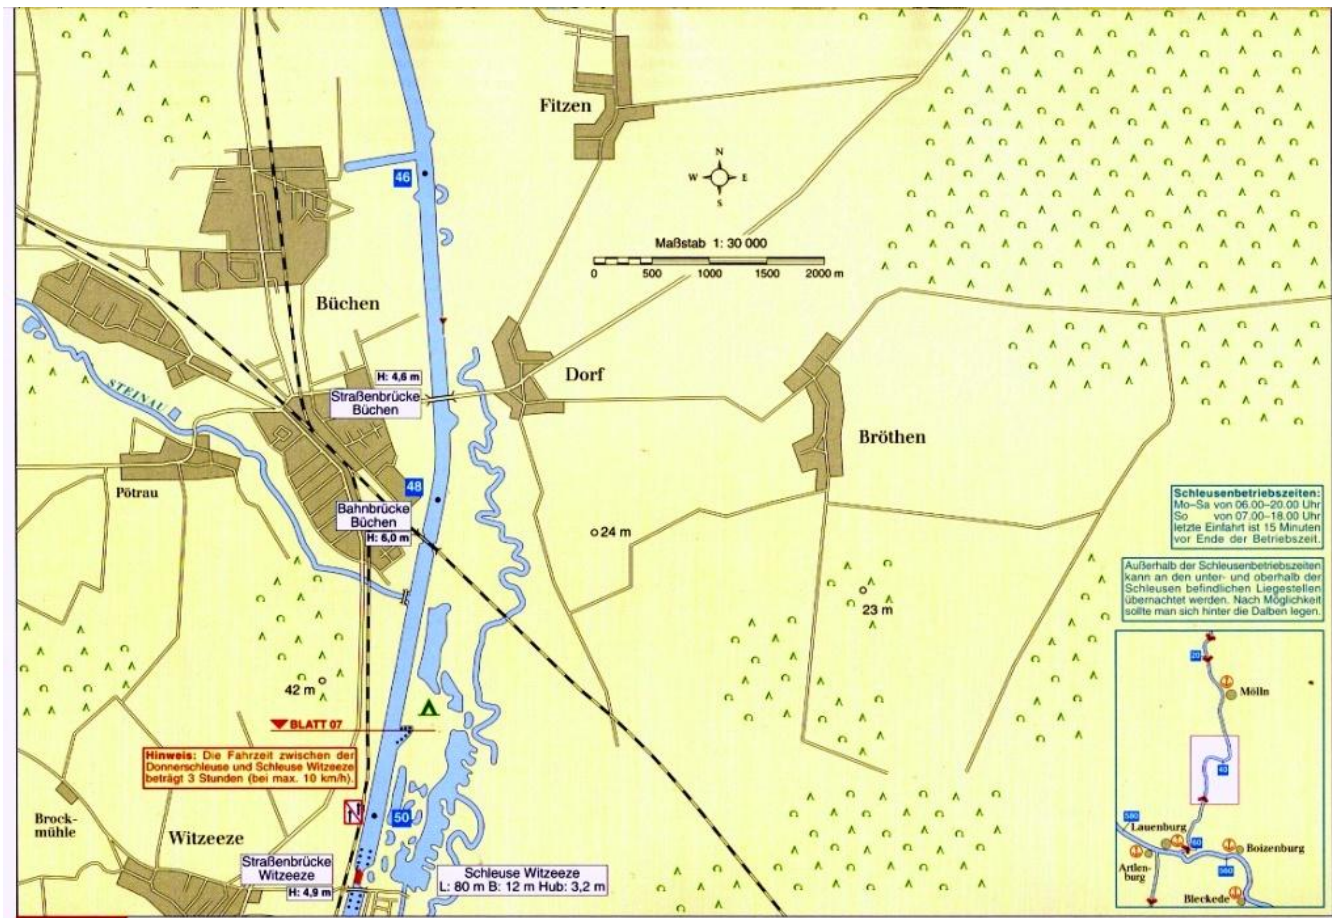 Fitzen
N
W E
S
46
Maßstab 1: 30 000
0 500 1000 1500 2000 m
Büchen
H: 4,6 m
Straßenbrücke
Büchen
Dorf
STEINAU
Bröthen
Pötrau
48
Bahnbrücke
Büchen
H: 6,0 m
24 m
Schleusenbetriebszeiten:
Mo–Sa von 06.00–20.00 Uhr
So von 07.00–18.00 Uhr
letzte Einfahrt ist 15 Minuten
vor Ende der Betriebszeit.
Außerhalb der Schleusenbetriebszeiten
kann an den unter- und oberhalb der
Schleusen befindlichen Liegestellen
übernachtet werden. Nach Möglichkeit
sollte man sich hinter die Dalben legen.
23 m
42 m
BLATT 07
Hinweis: Die Fahrzeit zwischen der
Donnerschleuse und Schleuse Witzeeze
beträgt 3 Stunden (bei max. 10 km/h).
Brock-
mühle
Witzeeze
50
Straßenbrücke
Witzeeze
H: 4,9 m
Schleuse Witzeeze
L: 80 m B: 12 m Hub: 3,2 m
20
Mölln
40
580
Lauenburg
60
Boizenburg
Artlen-
burg
560
Bleckede